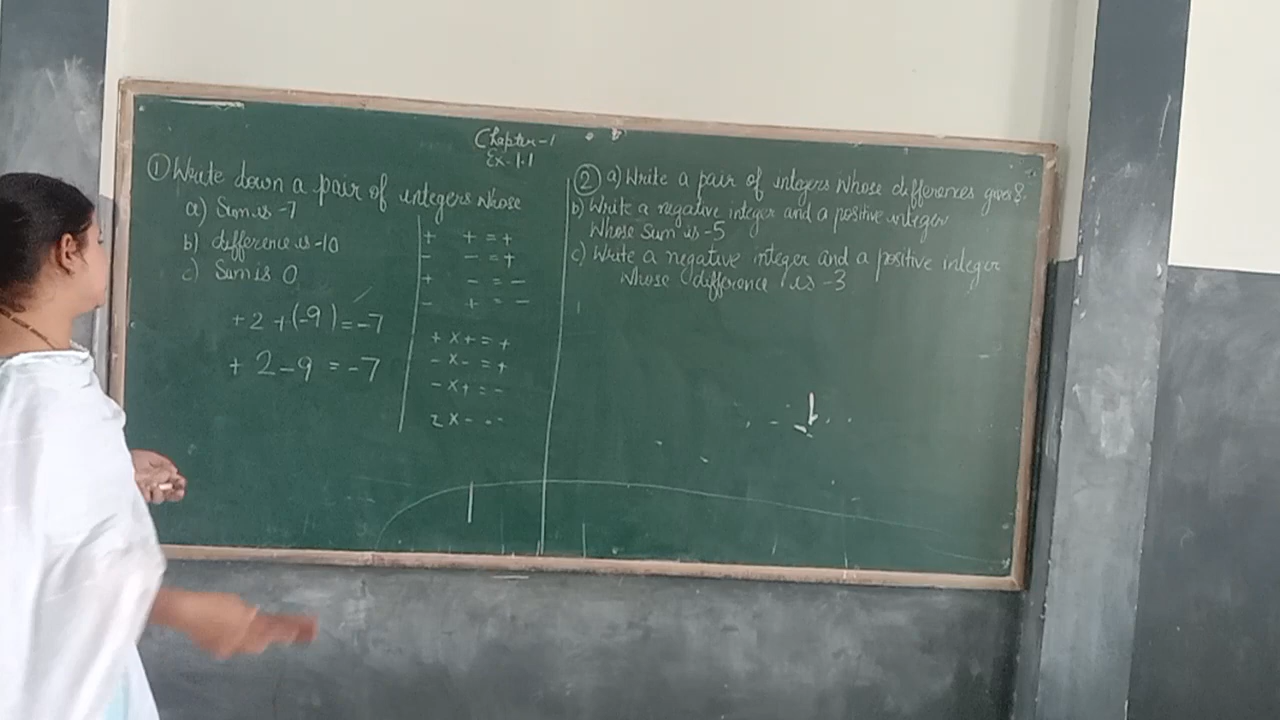 Chapter-1
Ex-1.1
① Write down a pair of integers whose
a) Sum is -7
b) difference is -10
c) Sum is 0
+2 +(-9)=-7
+ 2-9 = -7
+ + = +
- - = +
+ - = -
- + = -
+ x + = +
- x - = +
- x + = -
② a) Write a pair of integers whose differences gives 8.
b) Write a negative integer and a positive integer
Whose Sum is -5
c) Write a negative integer and a positive integer
Whose difference is -3